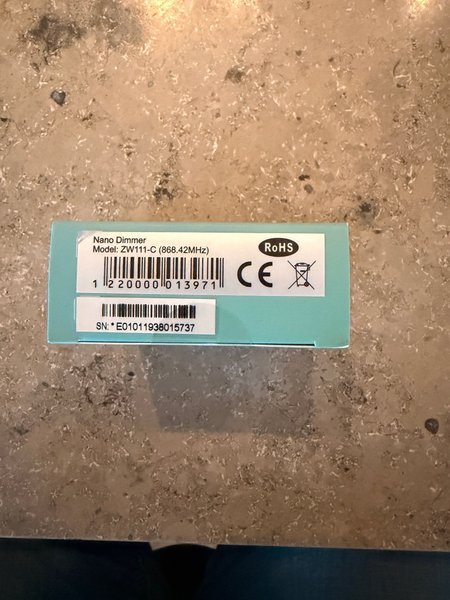 Nano Dimmer
Model: ZW111-C (868.42MHz)
1 220000 013971
RoHS
CE
SN: *E01011938015737